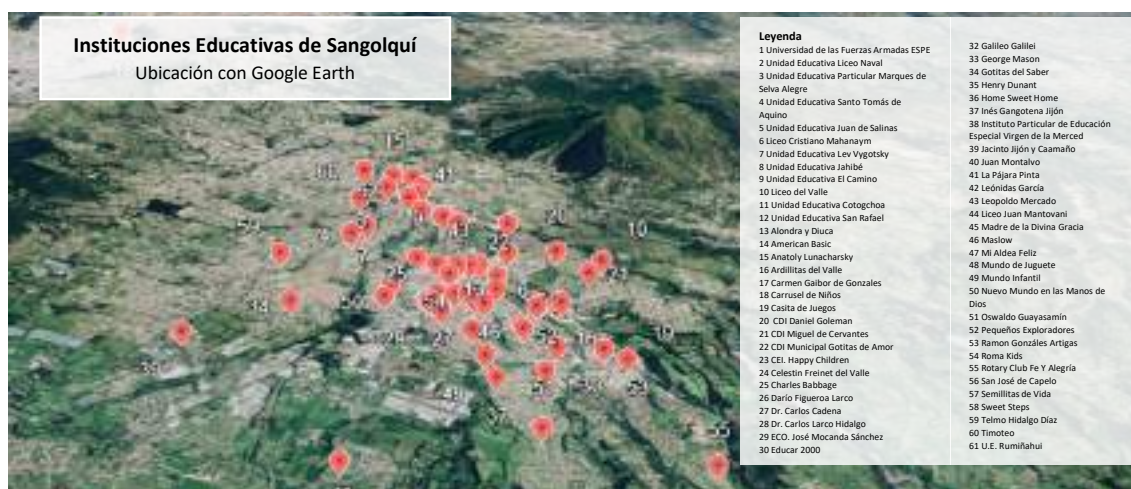 Instituciones Educativas de Sangolquí
Ubicación con Google Earth
Leyenda
1 Universidad de las Fuerzas Armadas ESPE
2 Unidad Educativa Liceo Naval
3 Unidad Educativa Particular Marques de
Selva Alegre
4 Unidad Educativa Santo Tomás de
Aquino
5 Unidad Educativa Juan de Salinas
6 Liceo Cristiano Mahanaym
7 Unidad Educativa Lev Vygotsky
8 Unidad Educativa Jahibé
9 Unidad Educativa El Camino
10 Liceo del Valle
11 Unidad Educativa Cotogchoa
12 Unidad Educativa San Rafael
13 Alondra y Diuca
14 American Basic
15 Anatoly Lunacharsky
16 Ardillitas del Valle
17 Carmen Gaibor de Gonzales
18 Carrusel de Niños
19 Casita de Juegos
20 CDI Daniel Goleman
21 CDI Miguel de Cervantes
22 CDI Municipal Gotitas de Amor
23 CEI. Happy Children
24 Celestin Freinet del Valle
25 Charles Babbage
26 Darío Figueroa Larco
27 Dr. Carlos Cadena
28 Dr. Carlos Larco Hidalgo
29 ECO. José Mocanda Sánchez
30 Educar 2000
32 Galileo Galilei
33 George Mason
34 Gotitas del Saber
35 Henry Dunant
36 Home Sweet Home
37 Inés Gangotena Jijón
38 Instituto Particular de Educación
Especial Virgen de la Merced
39 Jacinto Jijón y Caamaño
40 Juan Montalvo
41 La Pájara Pinta
42 Leónidas García
43 Leopoldo Mercado
44 Liceo Juan Mantovani
45 Madre de la Divina Gracia
46 Maslow
47 Mi Aldea Feliz
48 Mundo de Juguete
49 Mundo Infantil
50 Nuevo Mundo en las Manos de
Dios
51 Oswaldo Guayasamín
52 Pequeños Exploradores
53 Ramon Gonzáles Artigas
54 Roma Kids
55 Rotary Club Fe Y Alegría
56 San José de Capelo
57 Semillitas de Vida
58 Sweet Steps
59 Telmo Hidalgo Díaz
60 Timoteo
61 U.E. Rumiñahui